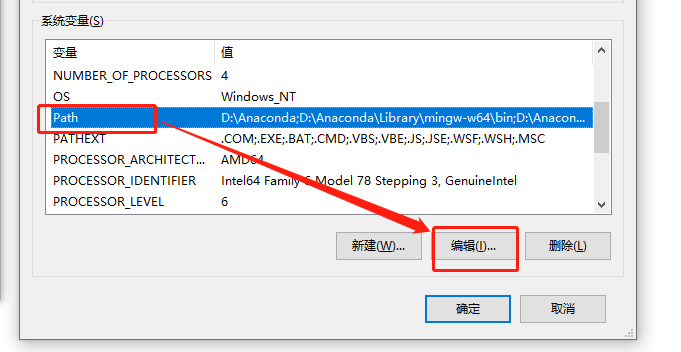 系统变量(S)
变量 值
NUMBER_OF_PROCESSORS 4
OS Windows_NT
Path D:\Anaconda;D:\Anaconda\Library\mingw-w64\bin;D:\Anacon...
PATHEXT .COM;.EXE;.BAT;.CMD;.VBS;.VBE;.JS;.JSE;.WSF;.WSH;.MSC
PROCESSOR_ARCHITECT... AMD64
PROCESSOR_IDENTIFIER Intel64 Family 6 Model 78 Stepping 3, GenuineIntel
PROCESSOR_LEVEL 6
新建(W)... 编辑(I)... 删除(L)
确定 取消